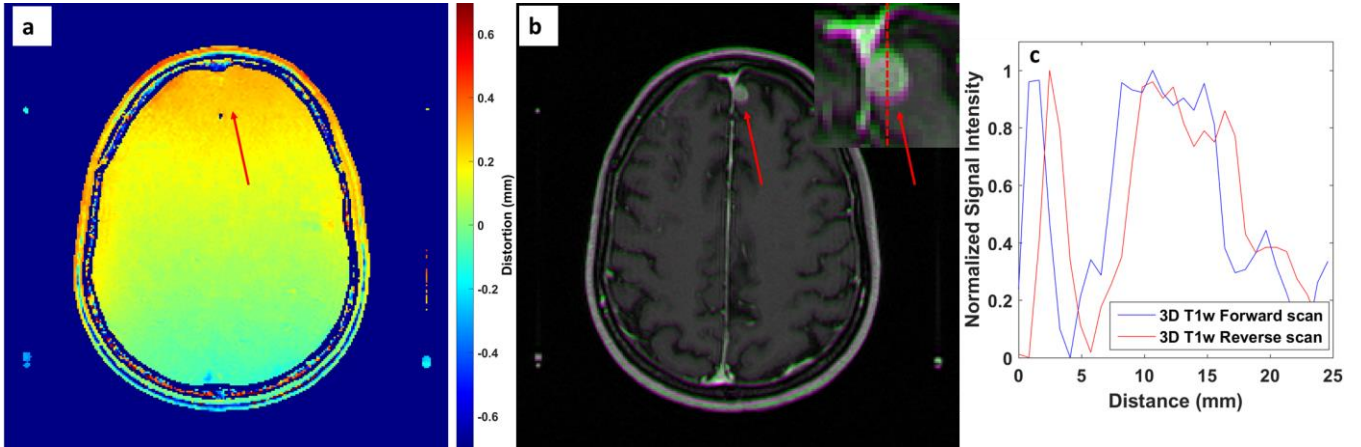 a
0.6
0.4
0.2
0
-0.2
-0.4
-0.6
Distortion (mm)
b
c
Normalized Signal Intensity
1
0.8
0.6
0.4
0.2
0
3D T1w Forward scan
3D T1w Reverse scan
0 5 10 15 20 25
Distance (mm)